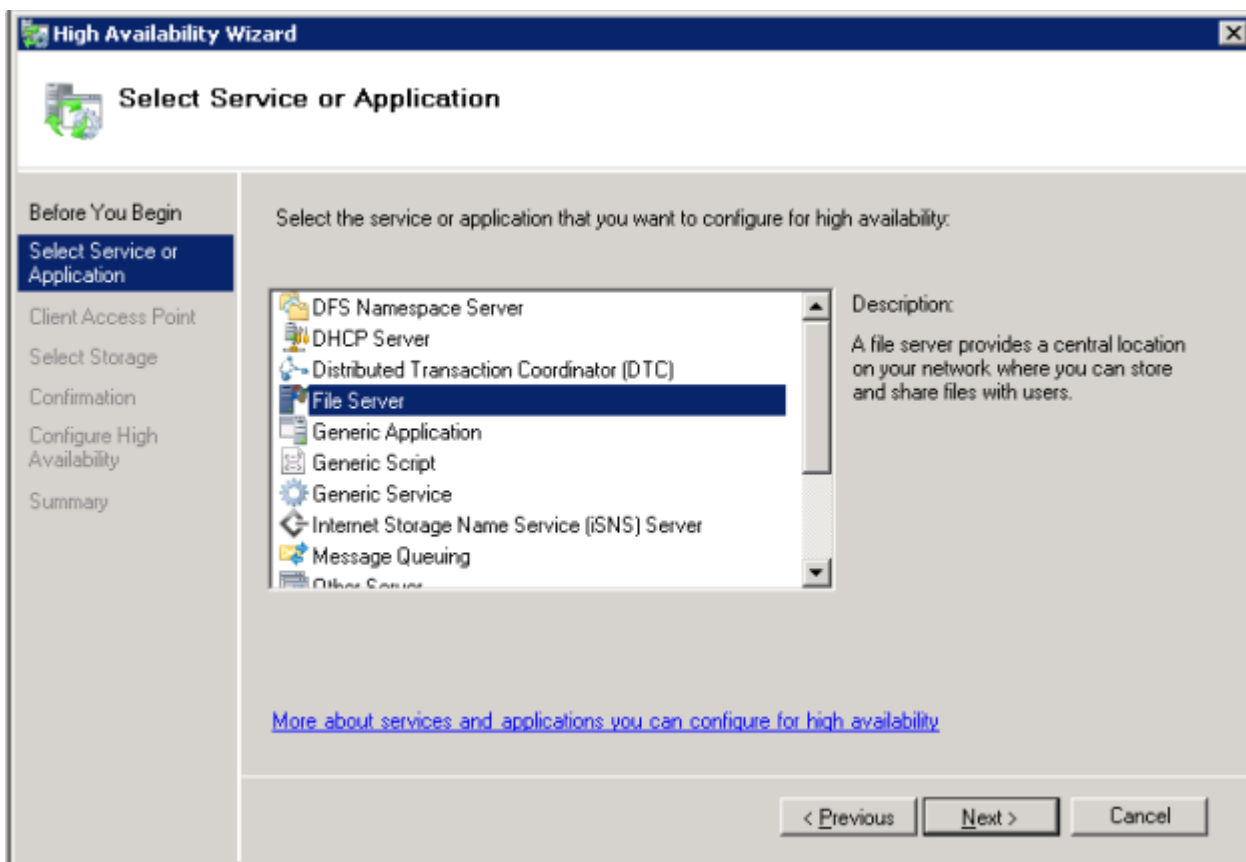 High Availability Wizard
Select Service or Application
Before You Begin
Select Service or
Application
Client Access Point
Select Storage
Confirmation
Configure High
Availability
Summary
Select the service or application that you want to configure for high availability:
DFS Namespace Server
DHCP Server
Distributed Transaction Coordinator (DTC)
File Server
Generic Application
Generic Script
Generic Service
Internet Storage Name Service (iSNS) Server
Message Queuing
Other Server
Description:
A file server provides a central location
on your network where you can store
and share files with users.
More about services and applications you can configure for high availability
< Previous
Next >
Cancel